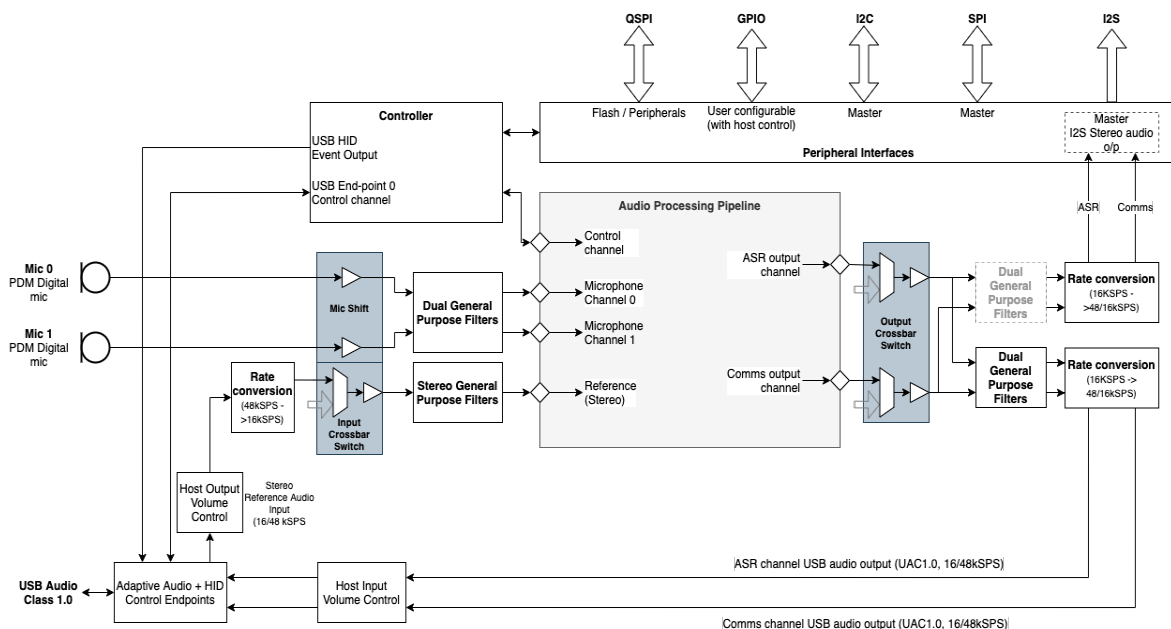 QSPI
GPIO
I2C
SPI
I2S
Flash / Peripherals
User configurable
(with host control)
Master
Master
Master
I2S Stereo audio
o/p
Peripheral Interfaces
Controller
USB HID
Event Output
USB End-point 0
Control channel
ASR
Comms
Audio Processing Pipeline
Control
channel
Microphone
Channel 0
Microphone
Channel 1
Reference
(Stereo)
ASR output
channel
Comms output
channel
Mic 0
PDM Digital
mic
Mic 1
PDM Digital
mic
Mic Shift
Dual General
Purpose Filters
Rate
conversion
(48kSPS -
>16kSPS)
Input
Crossbar
Switch
Stereo General
Purpose Filters
Output
Crossbar
Switch
Dual
General
Purpose
Filters
Rate conversion
(16KSPS -
>48/16kSPS)
Dual
General
Purpose
Filters
Rate conversion
(16KSPS ->
48/16kSPS)
Host Output
Volume
Control
Stereo
Reference Audio
Input
(16/48 kSPS
USB Audio
Class 1.0
Adaptive Audio + HID
Control Endpoints
Host Input
Volume Control
ASR channel USB audio output (UAC1.0, 16/48kSPS)
Comms channel USB audio output (UAC1.0, 16/48kSPS)